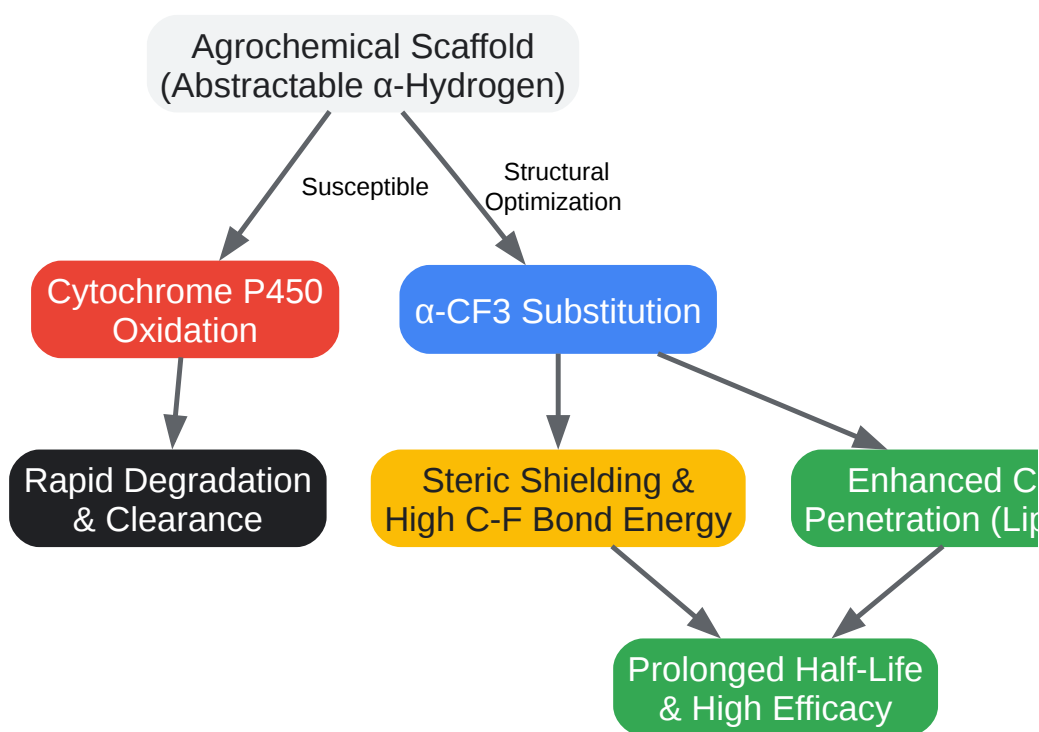 Agrochemical Scaffold
(Abstractable α-Hydrogen)
Susceptible
Structural
Optimization
Cytochrome P450
Oxidation
α-CF3 Substitution
Rapid Degradation
& Clearance
Steric Shielding &
High C-F Bond Energy
Enhanced
Penetration
Prolonged Half-Life
& High Efficacy